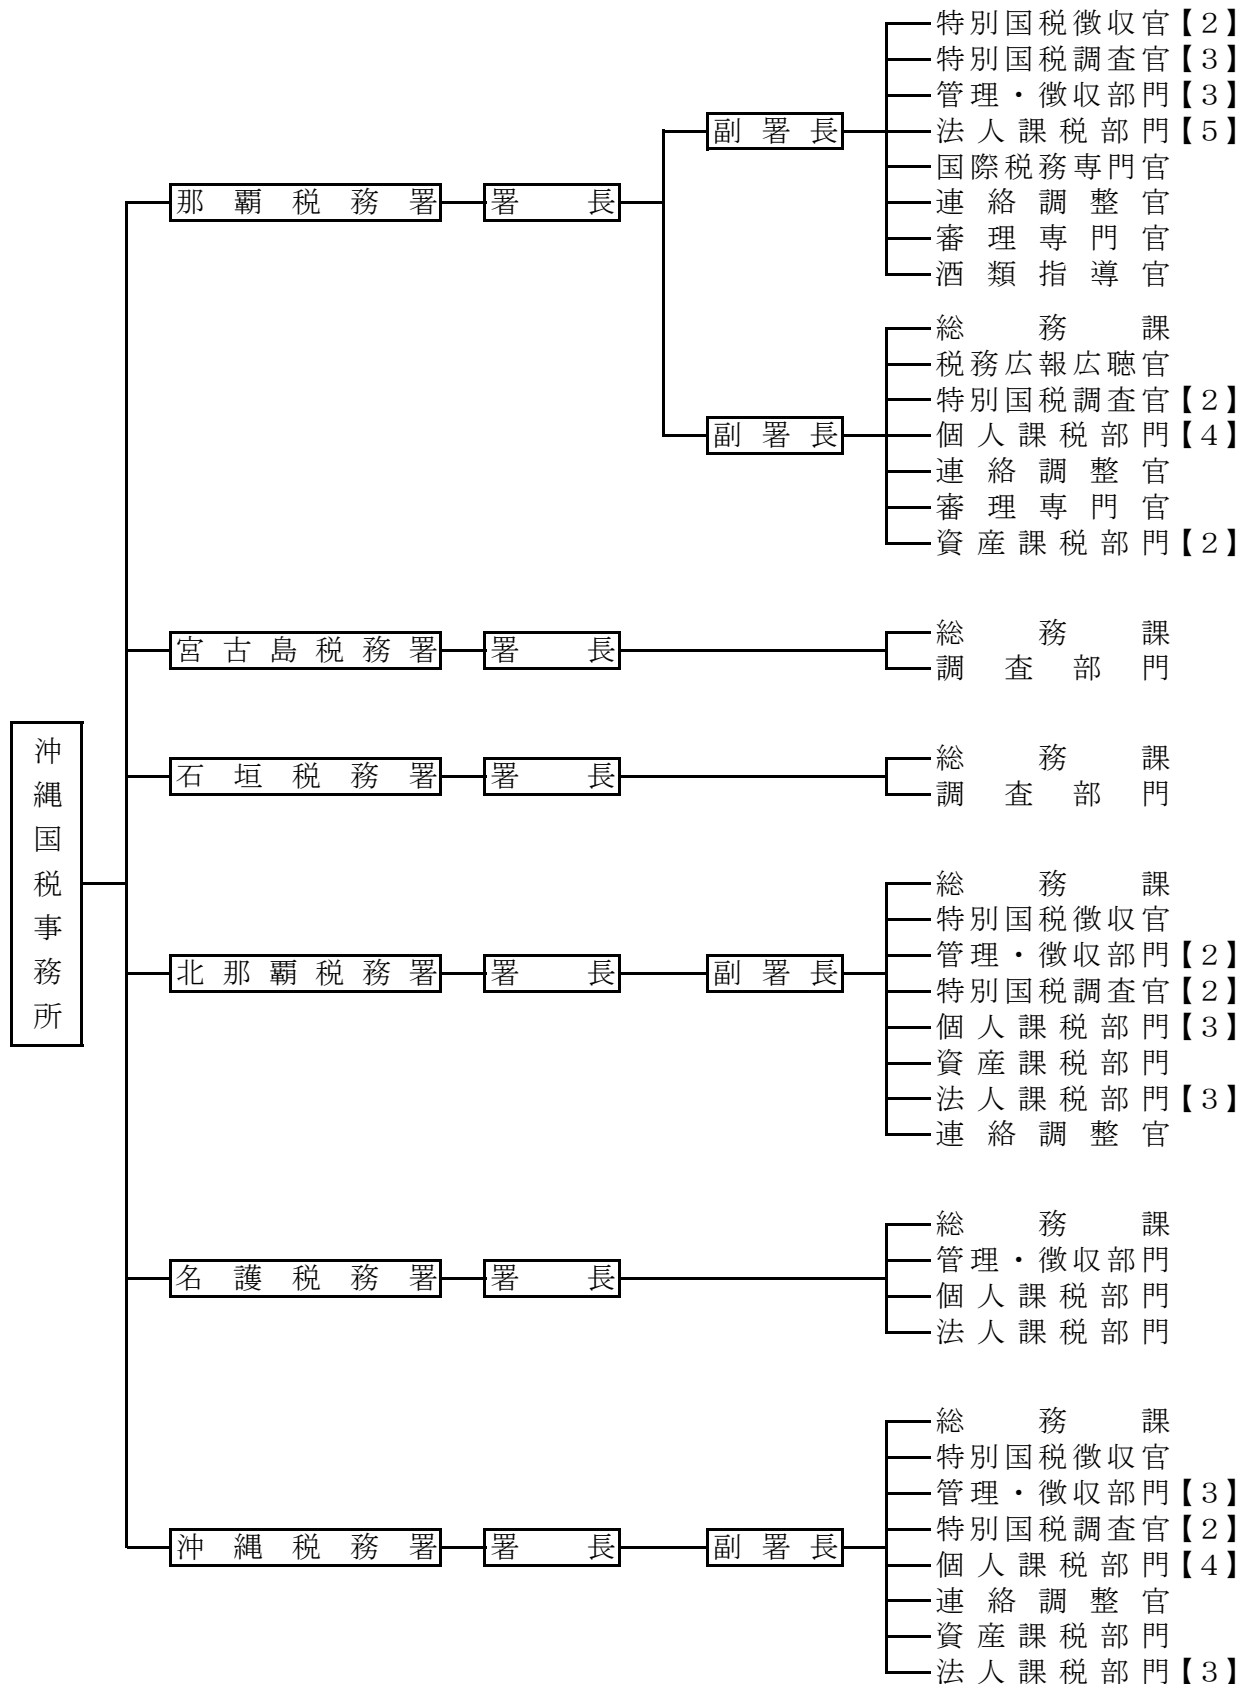 沖縄国税事務所
那覇税務署
署長
副署長
特別国税徴収官【２】
特別国税調査官【３】
管理・徴収部門【３】
法人課税部門【５】
国際税務専門官
連絡調整官
審理専門官
酒類指導官
副署長
総務課
税務広報広聴官
特別国税調査官【２】
個人課税部門【４】
連絡調整官
審理専門官
資産課税部門【２】
宮古島税務署
署長
総務課
調査部門
石垣税務署
署長
総務課
調査部門
北那覇税務署
署長
副署長
総務課
特別国税徴収官
管理・徴収部門【２】
特別国税調査官【２】
個人課税部門【３】
資産課税部門
法人課税部門【３】
連絡調整官
名護税務署
署長
総務課
管理・徴収部門
個人課税部門
法人課税部門
沖縄税務署
署長
副署長
総務課
特別国税徴収官
管理・徴収部門【３】
特別国税調査官【２】
個人課税部門【４】
連絡調整官
資産課税部門
法人課税部門【３】